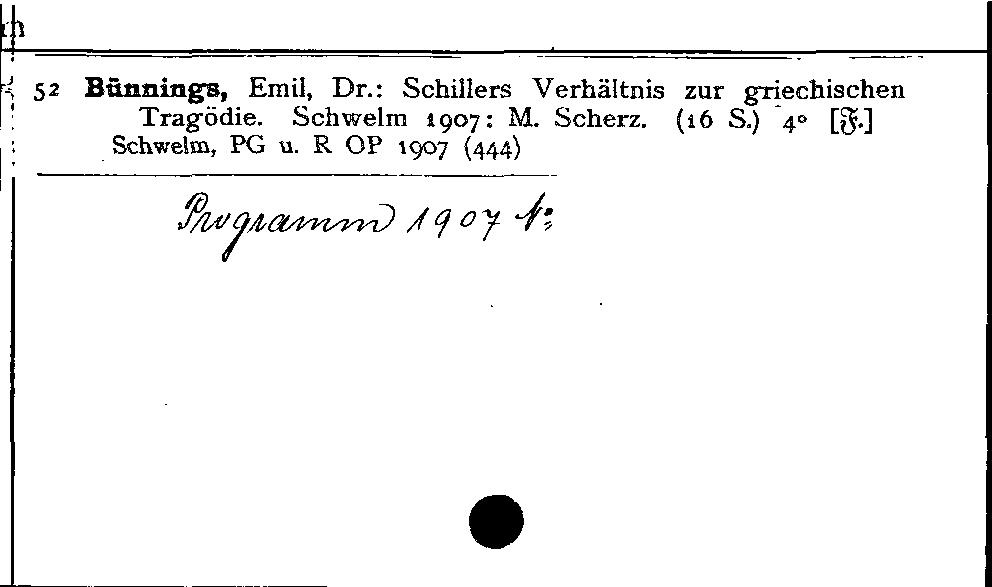 52 Bünnings, Emil, Dr.: Schillers Verhältnis zur griechischen
Tragödie. Schwelm 1907: M. Scherz. (16 S.) 4° [F.]
Schwelm, PG u. R OP 1907 (444)
Programm 1907 N°